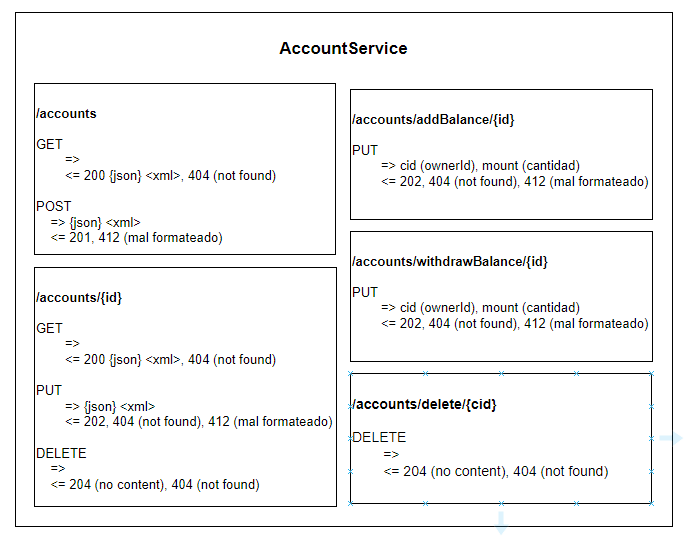 AccountService
/accounts
GET
=>
<= 200 {json} <xml>, 404 (not found)
POST
=> {json} <xml>
<= 201, 412 (mal formateado)
/accounts/{id}
GET
=>
<= 200 {json} <xml>, 404 (not found)
PUT
=> {json} <xml>
<= 202, 404 (not found), 412 (mal formateado)
DELETE
=>
<= 204 (no content), 404 (not found)
/accounts/addBalance/{id}
PUT
=> cid (ownerId), mount (cantidad)
<= 202, 404 (not found), 412 (mal formateado)
/accounts/withdrawBalance/{id}
PUT
=> cid (ownerId), mount (cantidad)
<= 202, 404 (not found), 412 (mal formateado)
/accounts/delete/{cid}
DELETE
=>
<= 204 (no content), 404 (not found)